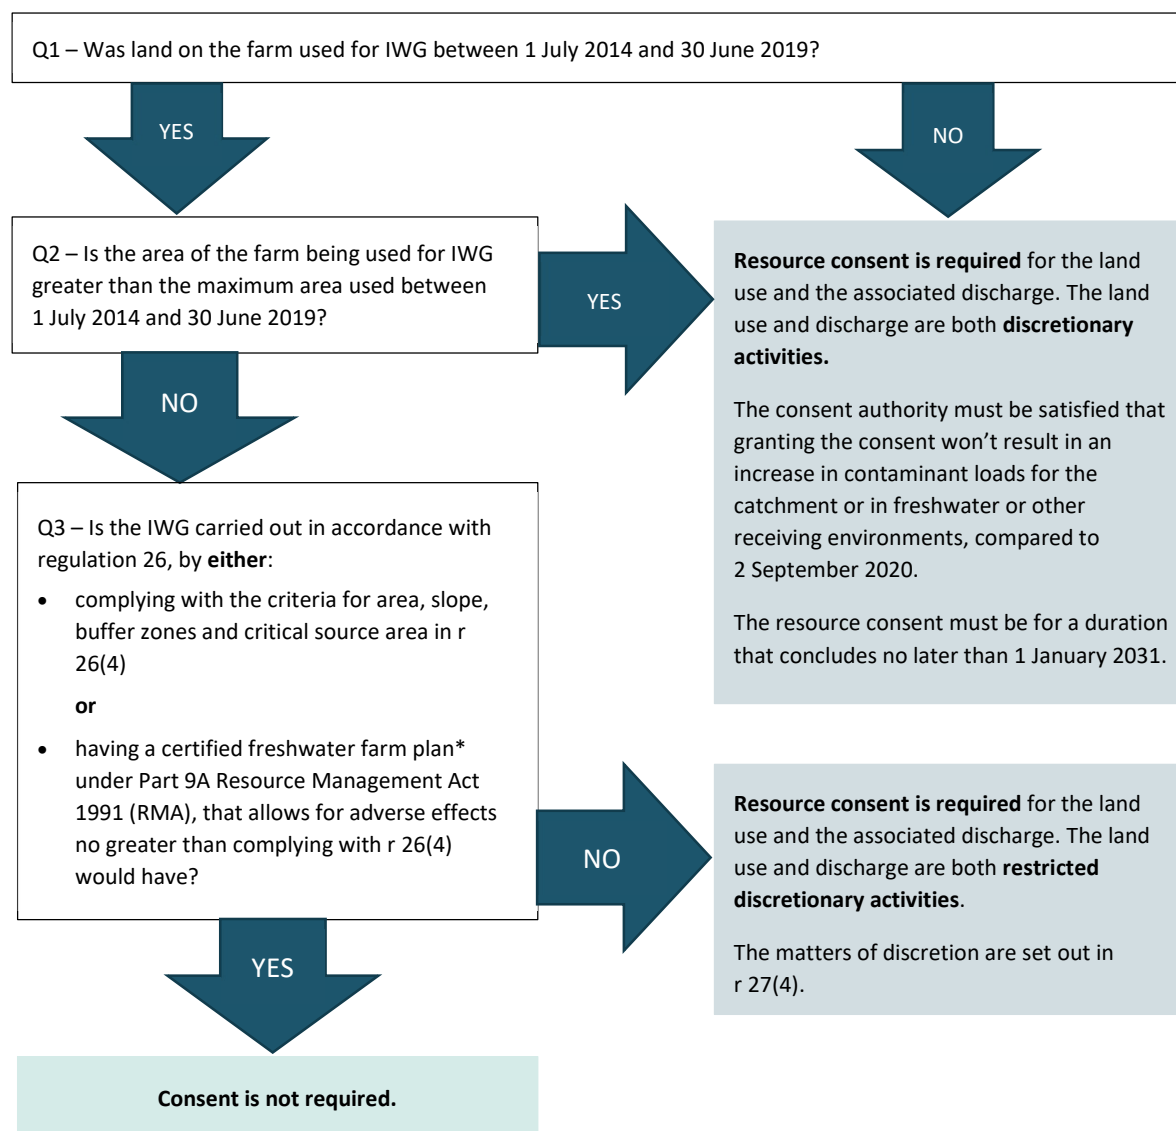 Q1 – Was land on the farm used for IWG between 1 July 2014 and 30 June 2019?
YES
NO
Q2 – Is the area of the farm being used for IWG
greater than the maximum area used between
1 July 2014 and 30 June 2019?
YES
Resource consent is required for the land
use and the associated discharge. The land
use and discharge are both discretionary
activities.
The consent authority must be satisfied that
granting the consent won’t result in an
increase in contaminant loads for the
catchment or in freshwater or other
receiving environments, compared to
2 September 2020.
The resource consent must be for a duration
that concludes no later than 1 January 2031.
NO
Q3 – Is the IWG carried out in accordance with
regulation 26, by either:
• complying with the criteria for area, slope,
buffer zones and critical source area in r
26(4)
or
• having a certified freshwater farm plan*
under Part 9A Resource Management Act
1991 (RMA), that allows for adverse effects
no greater than complying with r 26(4)
would have?
NO
Resource consent is required for the land
use and the associated discharge. The land
use and discharge are both restricted
discretionary activities.
The matters of discretion are set out in
r 27(4).
YES
Consent is not required.